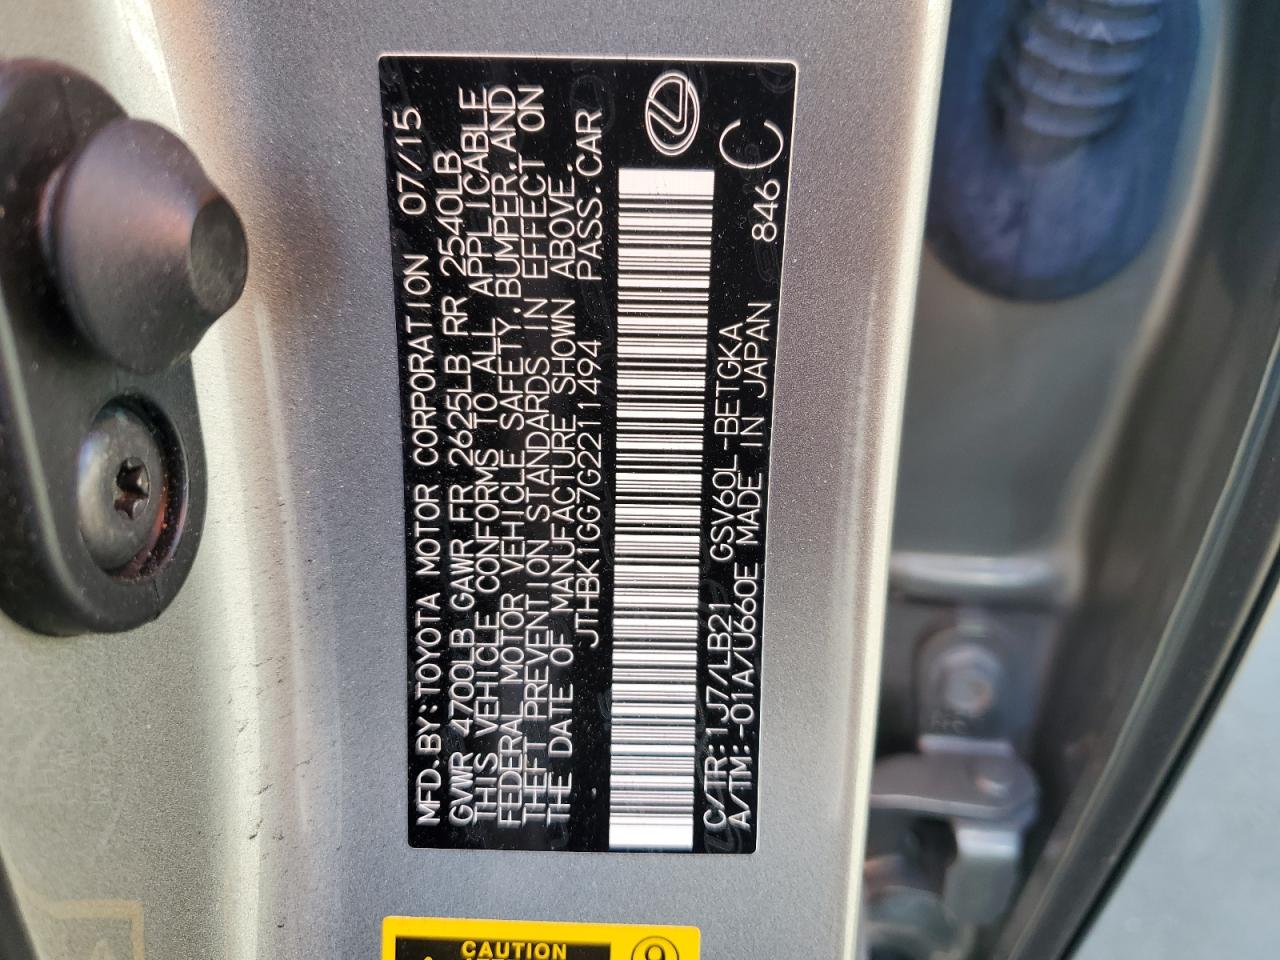 MFD.BY:TOYOTA MOTOR CORPORATION 07/15
GVWR 4700LB GAWR FR 2625LB RR 2540LB
THIS VEHICLE CONFORMS TO ALL APPLICABLE
FEDERAL MOTOR VEHICLE SAFETY,BUMPER,AND
THEFT PREVENTION STANDARDS IN EFFECT ON
THE DATE OF MANUFACTURE SHOWN ABOVE.
JTHBK1GG7G2211494 PASS.CAR
C/TR:1J7/LB21 GSV60L-BETGKA 846 C
A/TM:-01A/U660E MADE IN JAPAN
CAUTION